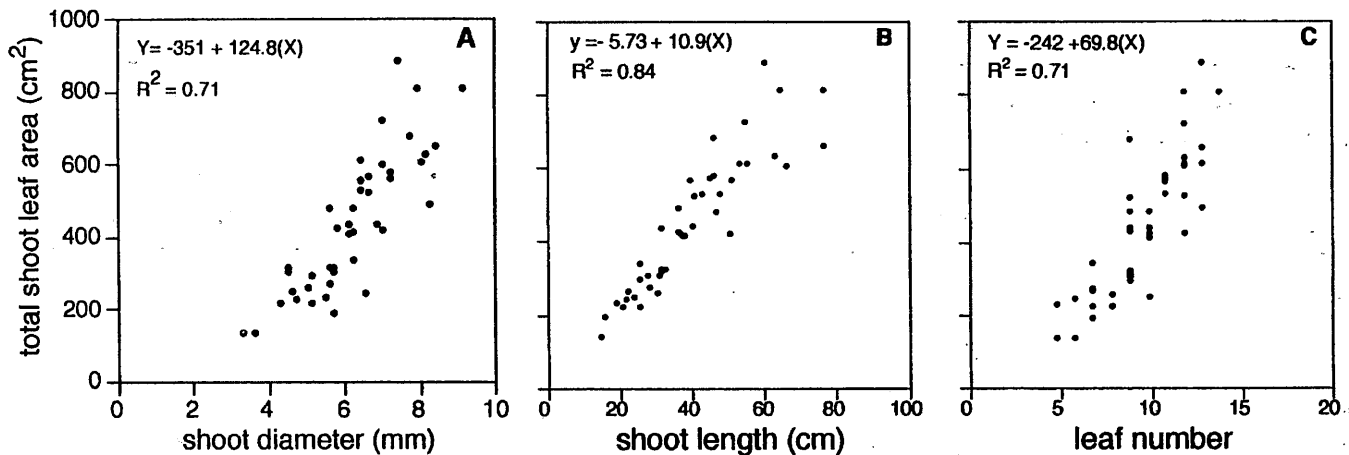 total shoot leaf area (cm²)
1000
800
600
400
200
0
A
Y= -351 + 124.8(X)
R² = 0.71
0 2 4 6 8 10
shoot diameter (mm)
B
y=- 5.73 + 10.9(X)
R² = 0.84
0 20 40 60 80 100
shoot length (cm)
C
Y= -242 +69.8(X)
R² = 0.71
0 5 10 15 20
leaf number